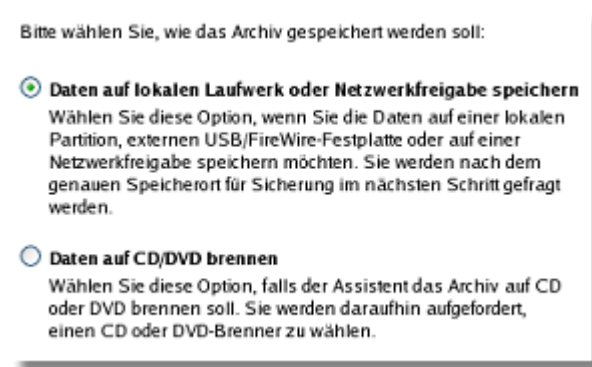 Bitte wählen Sie, wie das Archiv gespeichert werden soll:
Daten auf lokalen Laufwerk oder Netzwerkfreigabe speichern
Wählen Sie diese Option, wenn Sie die Daten auf einer lokalen
Partition, externen USB/FireWire-Festplatte oder auf einer
Netzwerkfreigabe speichern möchten. Sie werden nach dem
genauen Speicherort für Sicherung im nächsten Schritt gefragt
werden.
Daten auf CD/DVD brennen
Wählen Sie diese Option, falls der Assistent das Archiv auf CD
oder DVD brennen soll. Sie werden daraufhin aufgefordert,
einen CD oder DVD-Brenner zu wählen.